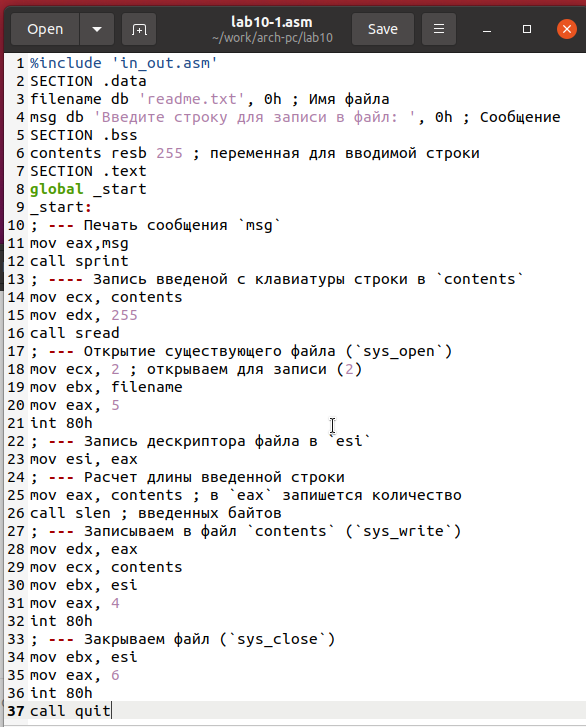 Open
lab10-1.asm
~/work/arch-pc/lab10
Save
1 %include 'in_out.asm'
2 SECTION .data
3 filename db 'readme.txt', 0h ; Имя файла
4 msg db 'Введите строку для записи в файл: ', 0h ; Сообщение
5 SECTION .bss
6 contents resb 255 ; переменная для вводимой строки
7 SECTION .text
8 global _start
9 _start:
10 ; --- Печать сообщения `msg`
11 mov eax,msg
12 call sprint
13 ; ---- Запись введеной с клавиатуры строки в `contents`
14 mov ecx, contents
15 mov edx, 255
16 call sread
17 ; --- Открытие существующего файла (`sys_open`)
18 mov ecx, 2 ; открываем для записи (2)
19 mov ebx, filename
20 mov eax, 5
21 int 80h
22 ; --- Запись дескриптора файла в `esi`
23 mov esi, eax
24 ; --- Расчет длины введенной строки
25 mov eax, contents ; в `eax` запишется количество
26 call slen ; введенных байтов
27 ; --- Записываем в файл `contents` (`sys_write`)
28 mov edx, eax
29 mov ecx, contents
30 mov ebx, esi
31 mov eax, 4
32 int 80h
33 ; --- Закрываем файл (`sys_close`)
34 mov ebx, esi
35 mov eax, 6
36 int 80h
37 call quit